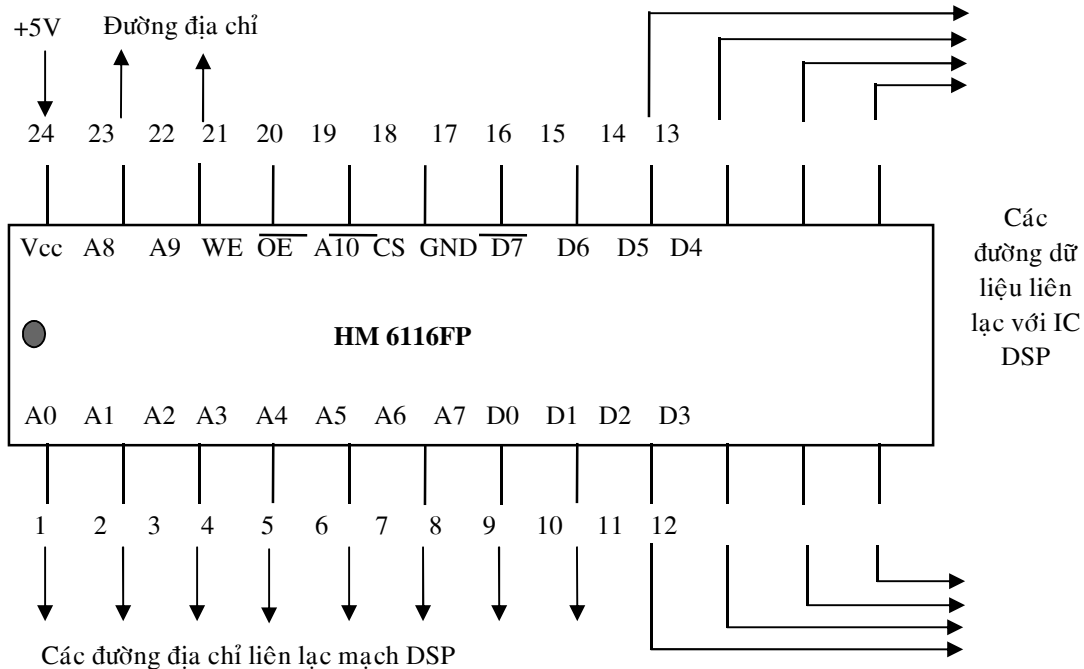 +5V Đường địa chỉ
24 23 22 21 20 19 18 17 16 15 14 13
Vcc A8 A9 WE OE A10 CS GND D7 D6 D5 D4
HM 6116FP
A0 A1 A2 A3 A4 A5 A6 A7 D0 D1 D2 D3
1 2 3 4 5 6 7 8 9 10 11 12
Các đường địa chỉ liên lạc mạch DSP
Các
đường dữ
liệu liên
lạc với IC
DSP